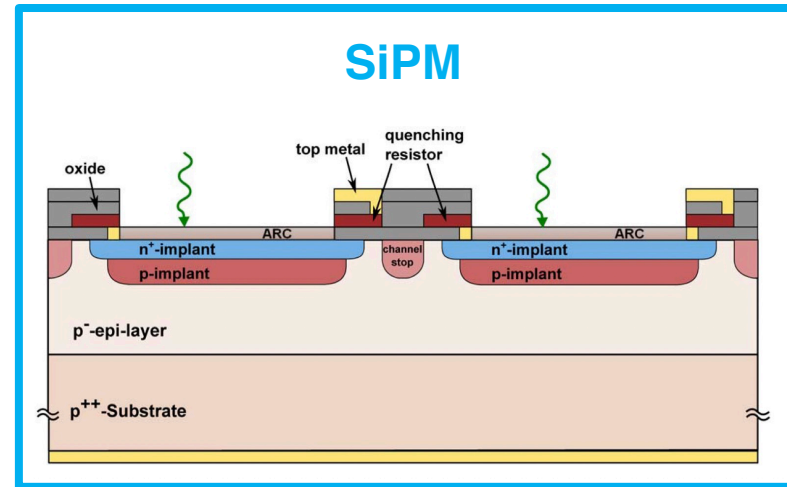 SiPM
quenching
resistor
top metal
oxide
ARC
ARC
n⁺-implant
channel
stop
n⁺-implant
p-implant
p-implant
p⁻-epi-layer
p⁺⁺-Substrate